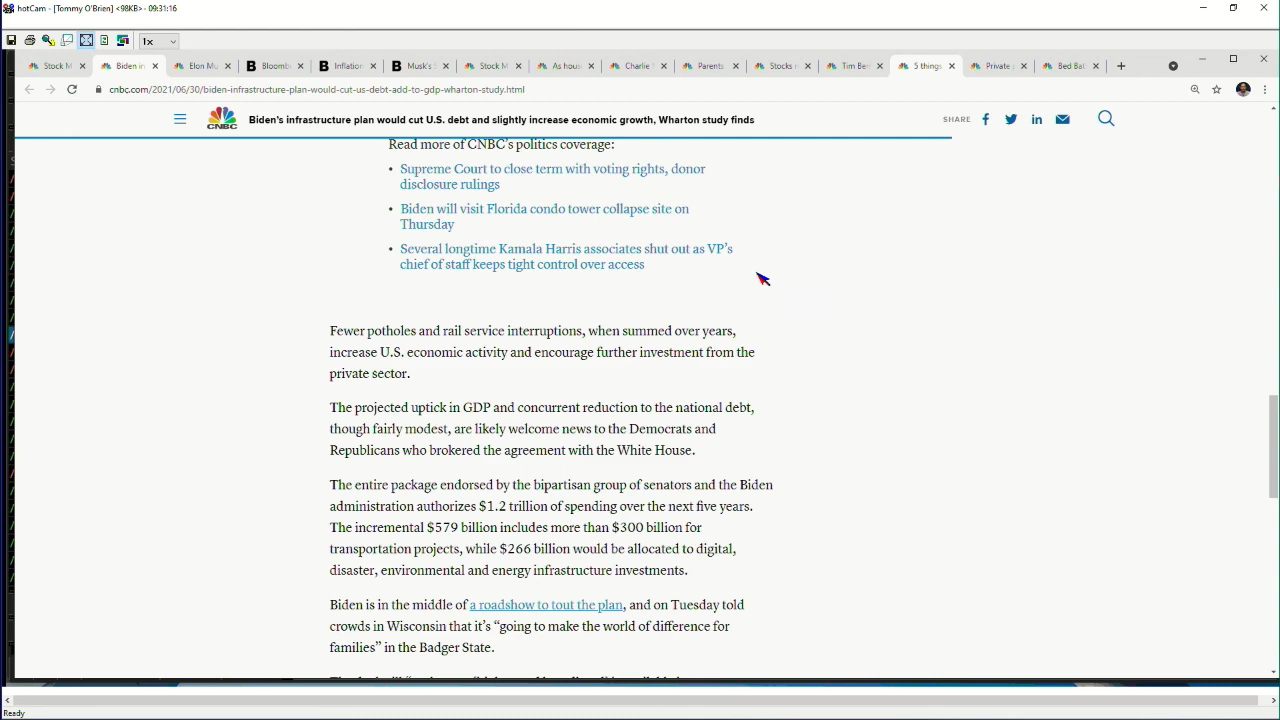 hotCam - [Tommy O'Brien] <98KB> - 09:31:16
1x
Stock M
Biden in
Elon Mu
Bloomb
Inflation
Musk's B
Stock M
As hous
Charlie
Parents
Stocks r
Tim Ber
5 things
Private
Bed Bat
cnbc.com/2021/06/30/biden-infrastructure-plan-would-cut-us-debt-add-to-gdp-wharton-study.html
CNBC
Biden's infrastructure plan would cut U.S. debt and slightly increase economic growth, Wharton study finds
SHARE
Read more of CNBC's politics coverage:
• Supreme Court to close term with voting rights, donor
disclosure rulings
• Biden will visit Florida condo tower collapse site on
Thursday
• Several longtime Kamala Harris associates shut out as VP's
chief of staff keeps tight control over access
Fewer potholes and rail service interruptions, when summed over years,
increase U.S. economic activity and encourage further investment from the
private sector.
The projected uptick in GDP and concurrent reduction to the national debt,
though fairly modest, are likely welcome news to the Democrats and
Republicans who brokered the agreement with the White House.
The entire package endorsed by the bipartisan group of senators and the Biden
administration authorizes $1.2 trillion of spending over the next five years.
The incremental $579 billion includes more than $300 billion for
transportation projects, while $266 billion would be allocated to digital,
disaster, environmental and energy infrastructure investments.
Biden is in the middle of a roadshow to tout the plan, and on Tuesday told
crowds in Wisconsin that it's “going to make the world of difference for
families” in the Badger State.
Ready